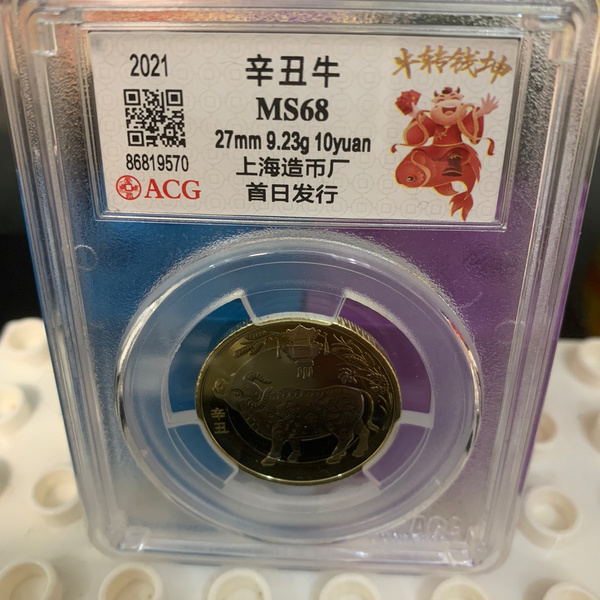 2021
86819570
ACG
辛丑牛
MS68
27mm 9.23g 10yuan
上海造币厂
首日发行
牛转钱坤
辛丑
ACG